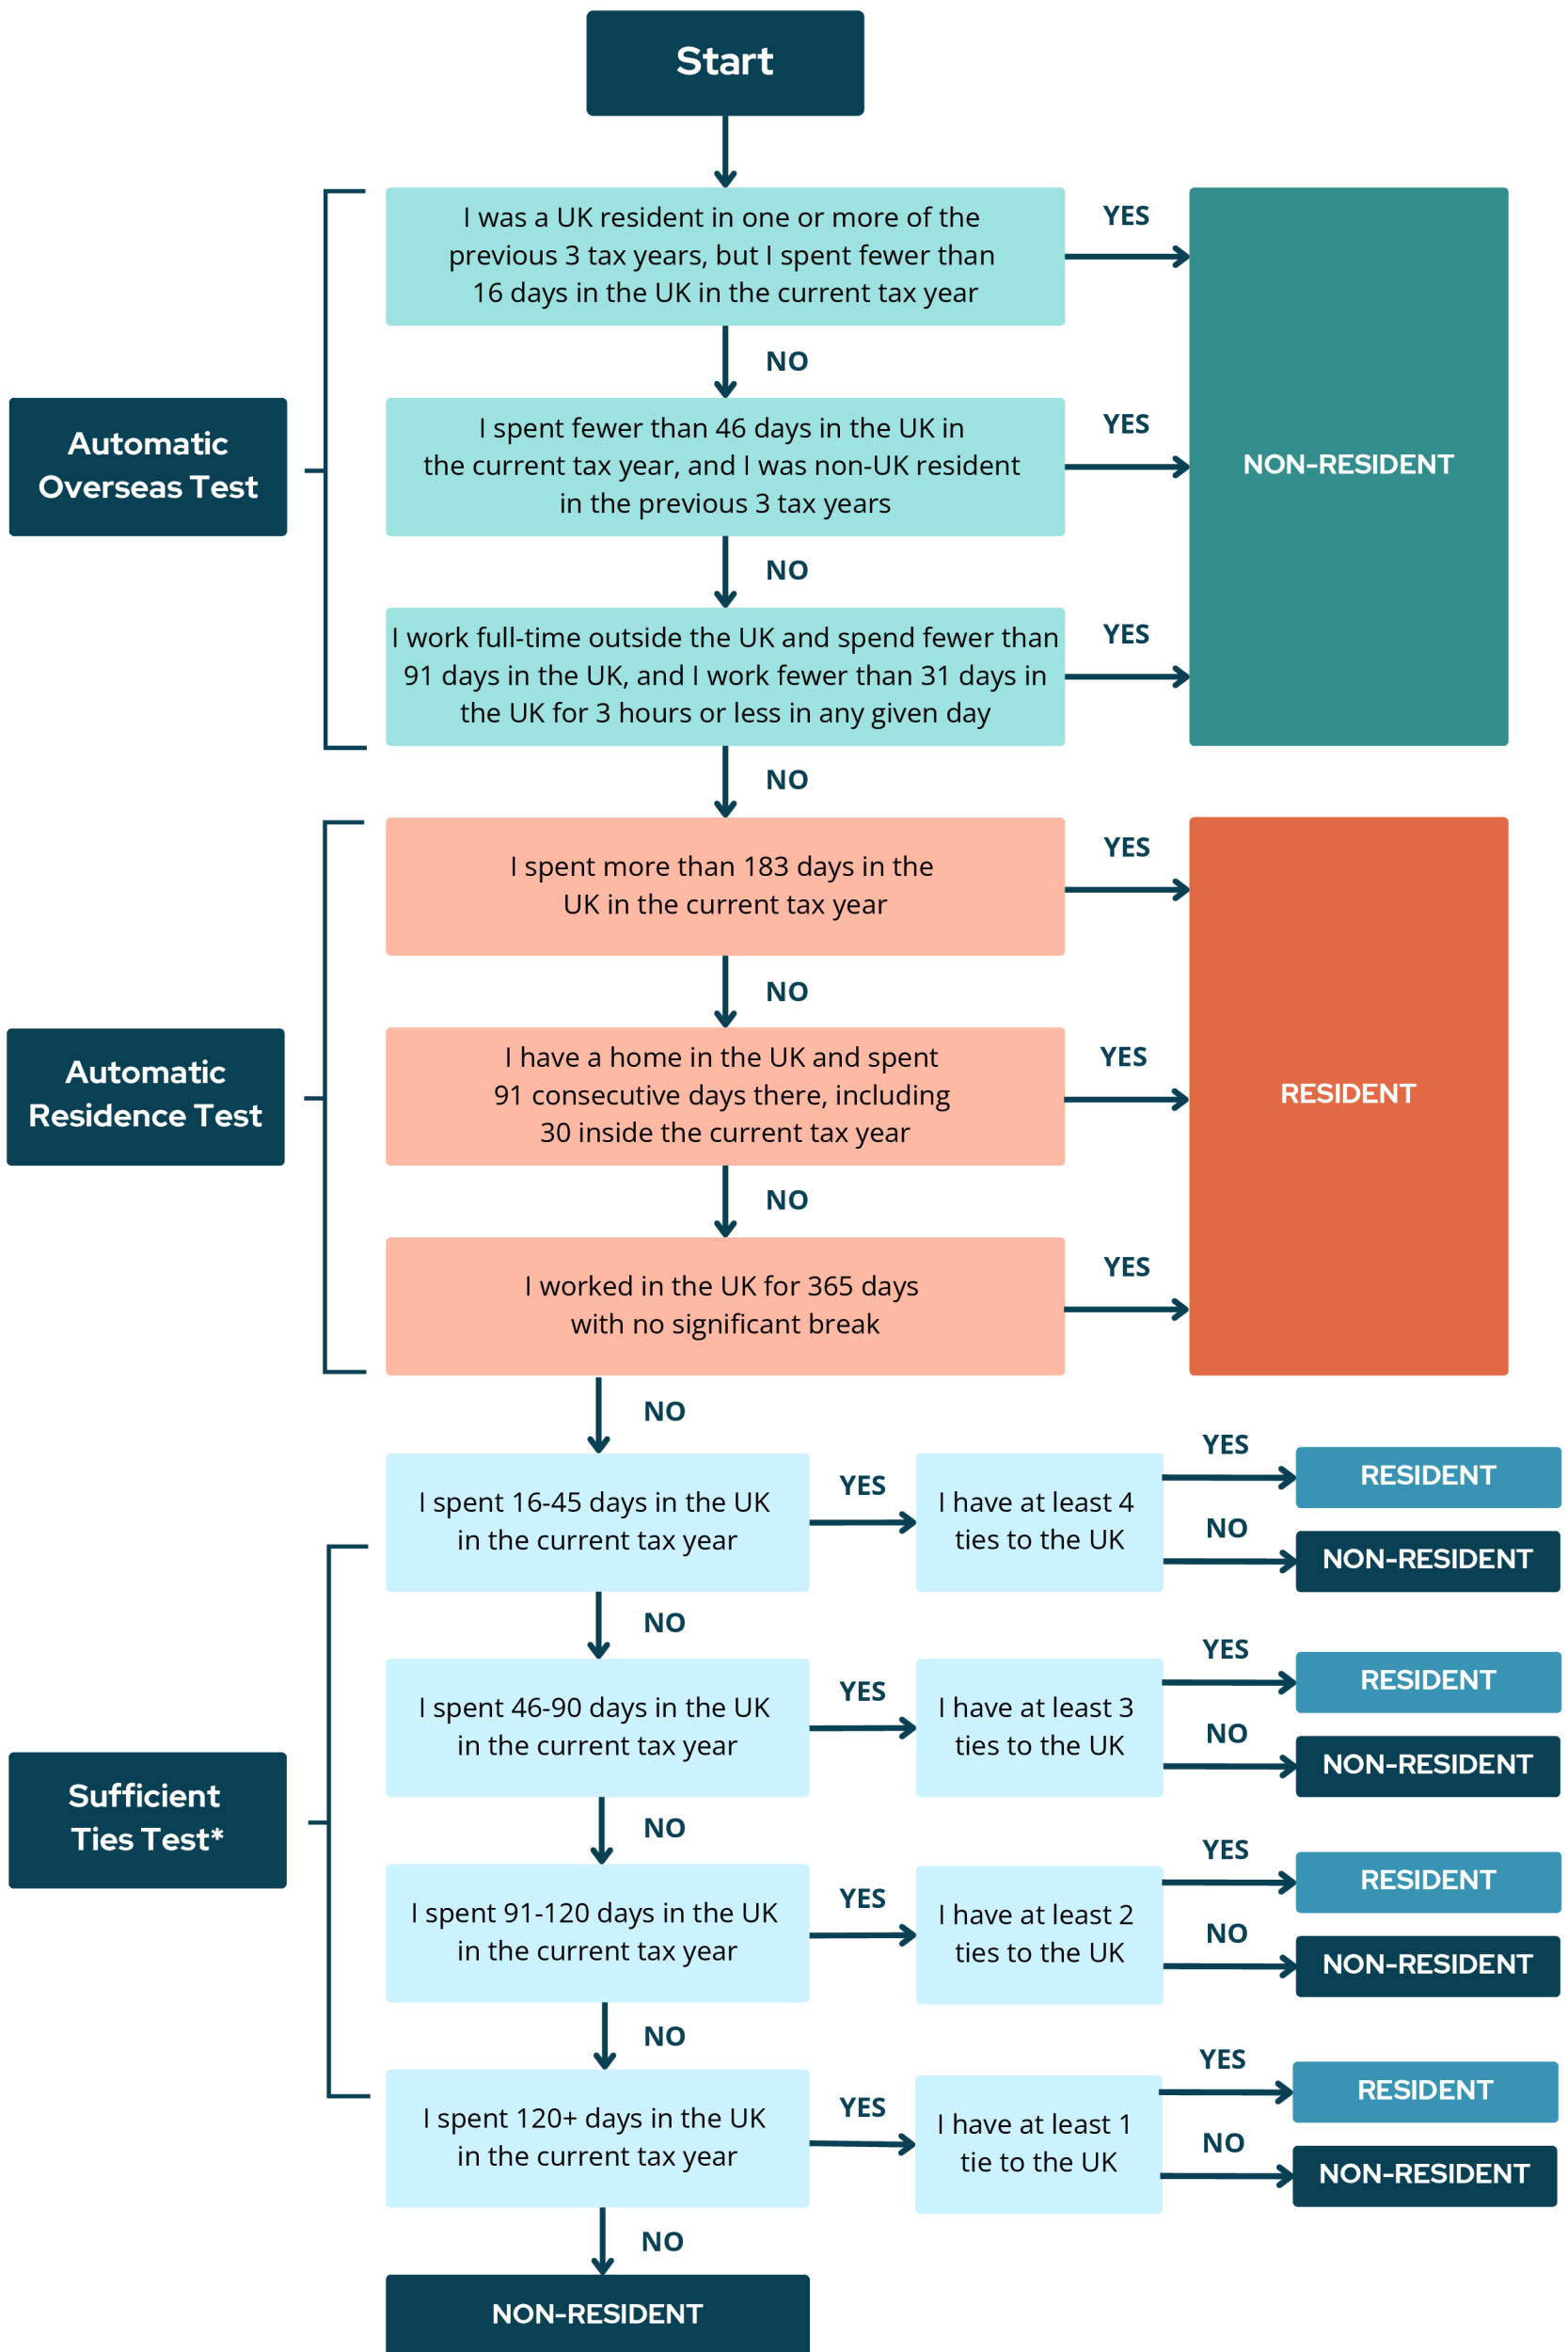 Start
I was a UK resident in one or more of the
previous 3 tax years, but I spent fewer than
16 days in the UK in the current tax year
YES
NO
Automatic
Overseas Test
I spent fewer than 46 days in the UK in
the current tax year, and I was non-UK resident
in the previous 3 tax years
YES
NON-RESIDENT
NO
I work full-time outside the UK and spend fewer than
91 days in the UK, and I work fewer than 31 days in
the UK for 3 hours or less in any given day
YES
NO
I spent more than 183 days in the
UK in the current tax year
YES
NO
Automatic
Residence Test
I have a home in the UK and spent
91 consecutive days there, including
30 inside the current tax year
YES
RESIDENT
NO
I worked in the UK for 365 days
with no significant break
YES
NO
I spent 16-45 days in the UK
in the current tax year
YES
I have at least 4
ties to the UK
YES
RESIDENT
NO
NON-RESIDENT
NO
I spent 46-90 days in the UK
in the current tax year
YES
I have at least 3
ties to the UK
YES
RESIDENT
NO
NON-RESIDENT
Sufficient
Ties Test*
NO
I spent 91-120 days in the UK
in the current tax year
YES
I have at least 2
ties to the UK
YES
RESIDENT
NO
NON-RESIDENT
NO
I spent 120+ days in the UK
in the current tax year
YES
I have at least 1
tie to the UK
YES
RESIDENT
NO
NON-RESIDENT
NO
NON-RESIDENT